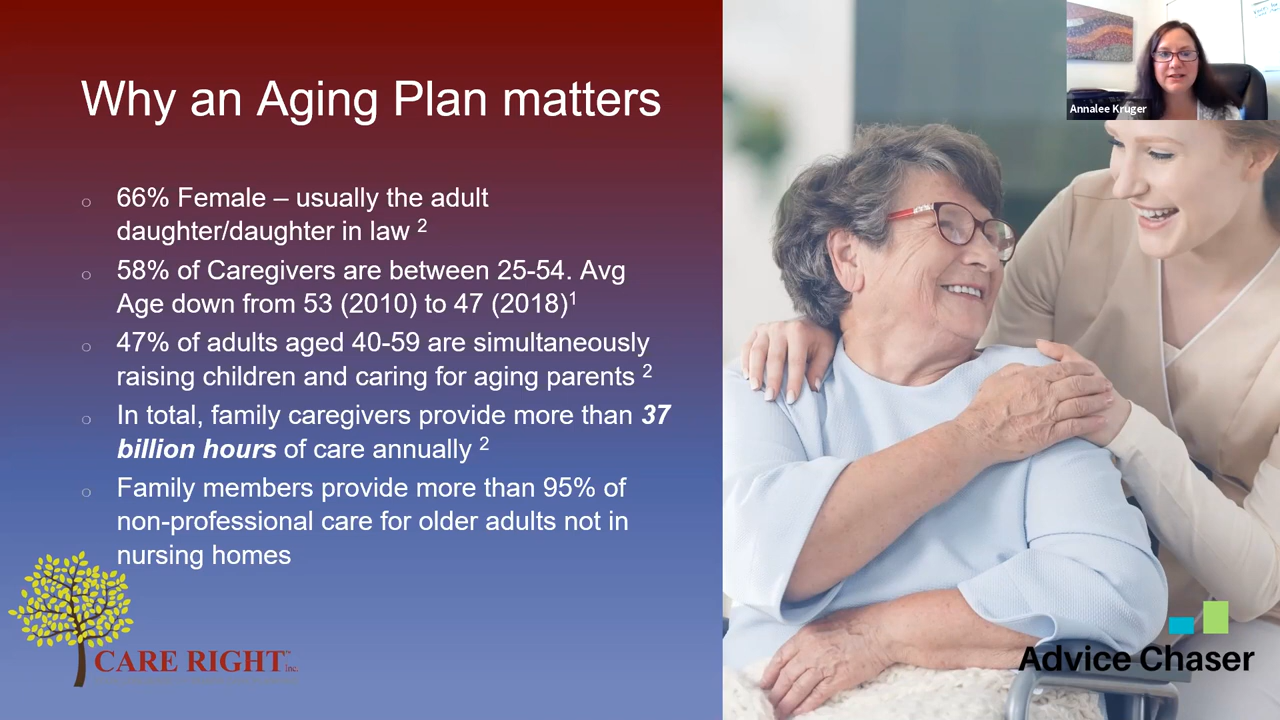 Why an Aging Plan matters
66% Female – usually the adult
daughter/daughter in law 2
58% of Caregivers are between 25-54. Avg
Age down from 53 (2010) to 47 (2018)1
47% of adults aged 40-59 are simultaneously
raising children and caring for aging parents 2
In total, family caregivers provide more than 37
billion hours of care annually 2
Family members provide more than 95% of
non-professional care for older adults not in
nursing homes
CARE RIGHT Inc.
Annalee Kruger
Advice Chaser